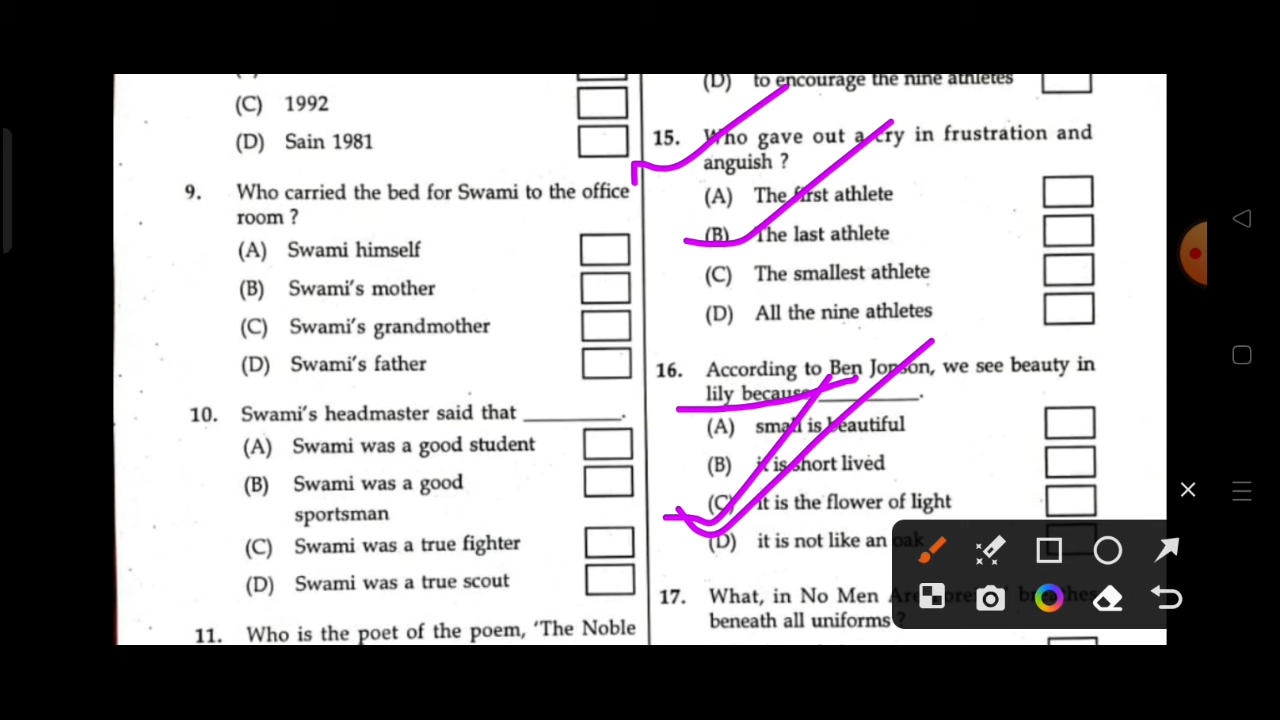 (C) 1992
(D) Sain 1981
9. Who carried the bed for Swami to the office
room ?
(A) Swami himself
(B) Swami's mother
(C) Swami's grandmother
(D) Swami's father
10. Swami's headmaster said that ________.
(A) Swami was a good student
(B) Swami was a good
sportsman
(C) Swami was a true fighter
(D) Swami was a true scout
11. Who is the poet of the poem, 'The Noble
(D) to encourage the nine athletes
15. Who gave out a cry in frustration and
anguish ?
(A) The first athlete
(B) The last athlete
(C) The smallest athlete
(D) All the nine athletes
16. According to Ben Jonson, we see beauty in
lily because ________.
(A) small is beautiful
(B) it is short lived
(C) it is the flower of light
(D) it is not like an oak
17. What, in No Men Are Foreign breathes
beneath all uniforms ?